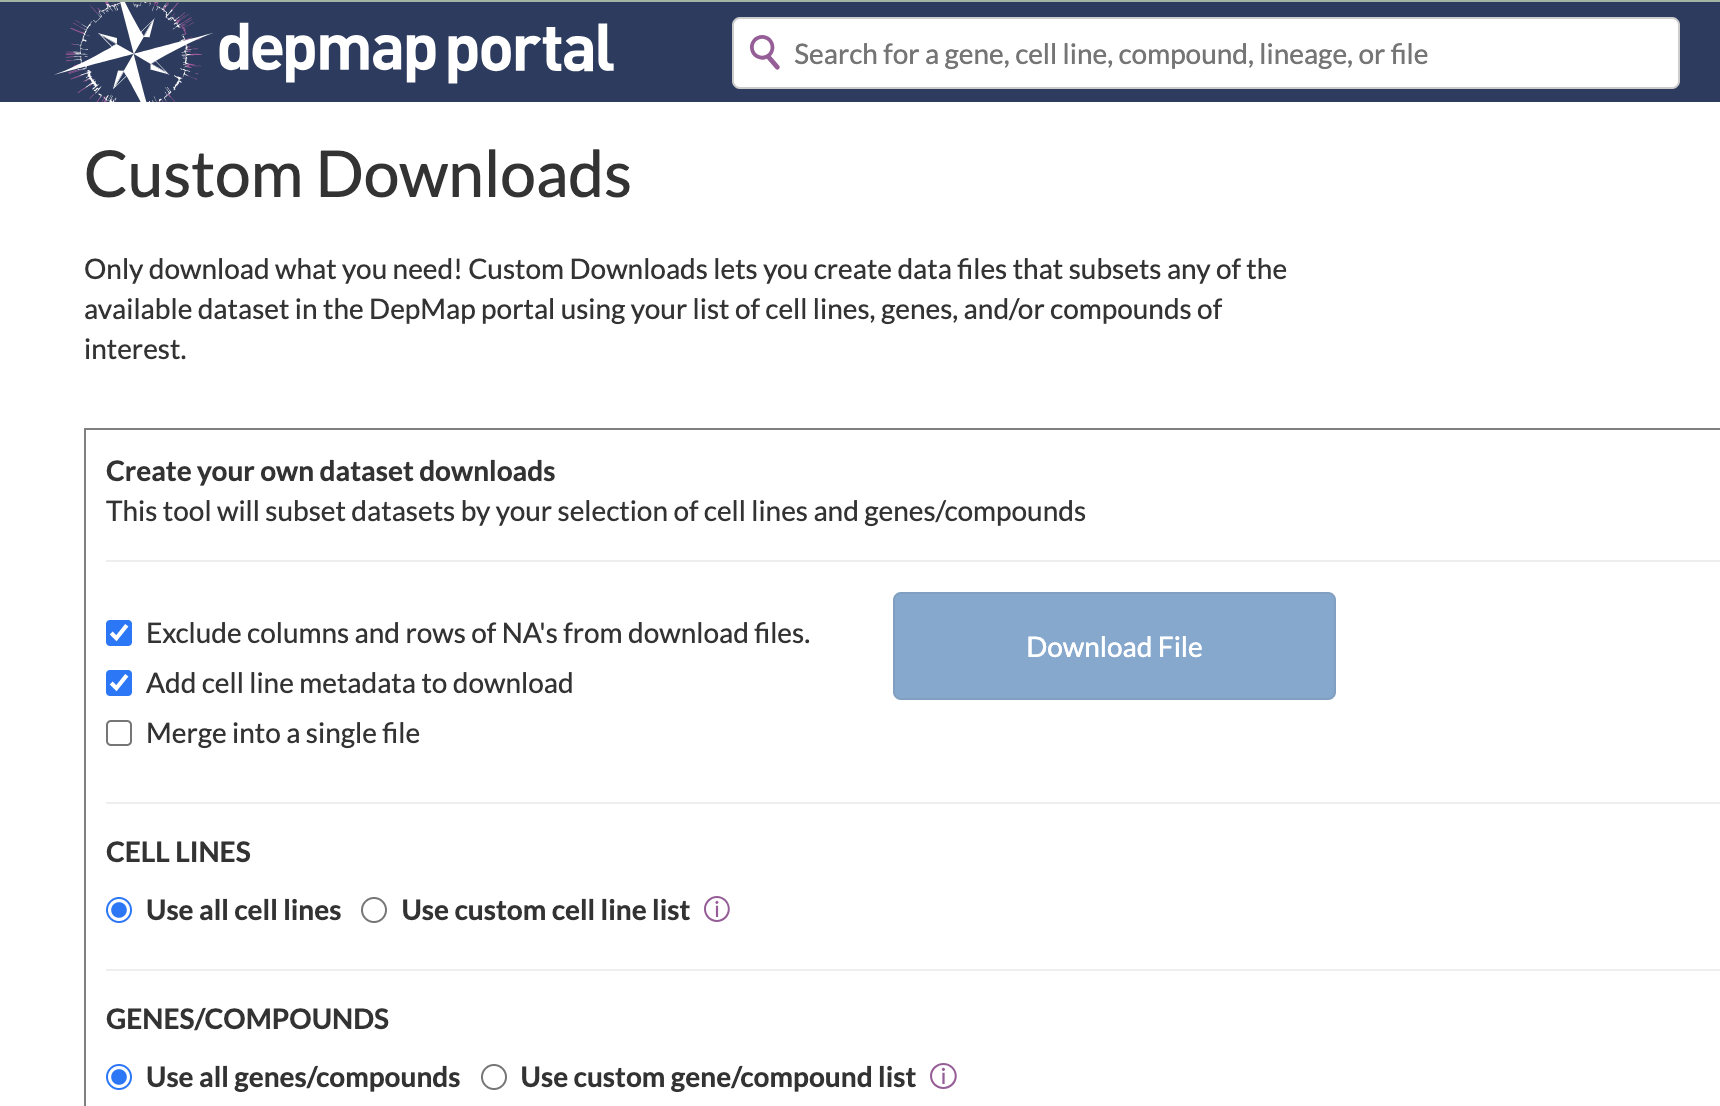 depmap portal
Search for a gene, cell line, compound, lineage, or file
Custom Downloads
Only download what you need! Custom Downloads lets you create data files that subsets any of the
available dataset in the DepMap portal using your list of cell lines, genes, and/or compounds of
interest.
Create your own dataset downloads
This tool will subset datasets by your selection of cell lines and genes/compounds
Exclude columns and rows of NA's from download files.
Download File
Add cell line metadata to download
Merge into a single file
CELL LINES
Use all cell lines Use custom cell line list
GENES/COMPOUNDS
Use all genes/compounds Use custom gene/compound list